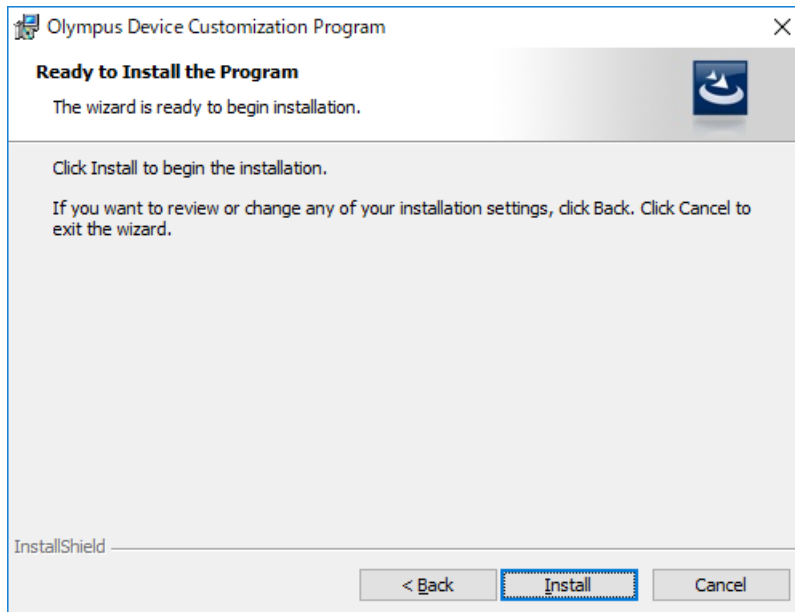 Olympus Device Customization Program
Ready to Install the Program
The wizard is ready to begin installation.
Click Install to begin the installation.
If you want to review or change any of your installation settings, click Back. Click Cancel to
exit the wizard.
InstallShield
< Back
Install
Cancel